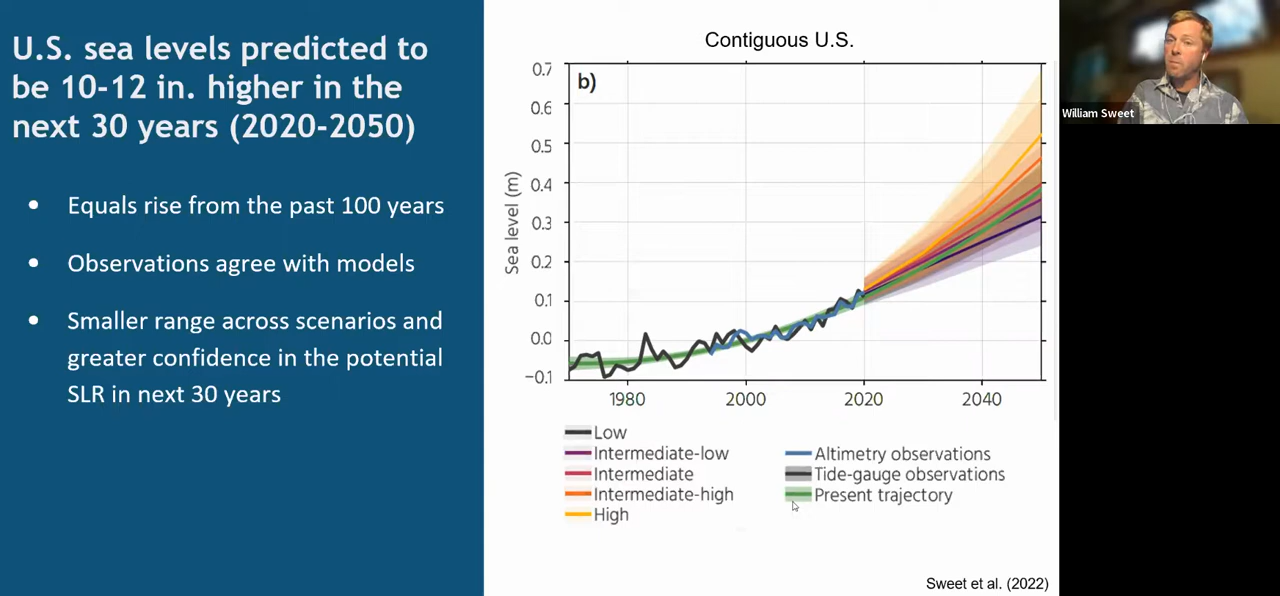 U.S. sea levels predicted to
be 10-12 in. higher in the
next 30 years (2020-2050)
• Equals rise from the past 100 years
• Observations agree with models
• Smaller range across scenarios and
greater confidence in the potential
SLR in next 30 years
Contiguous U.S.
b)
Sea level (m)
0.7
0.6
0.5
0.4
0.3
0.2
0.1
0.0
−0.1
1980 2000 2020 2040
Low
Intermediate-low
Intermediate
Intermediate-high
High
Altimetry observations
Tide-gauge observations
Present trajectory
Sweet et al. (2022)
William Sweet